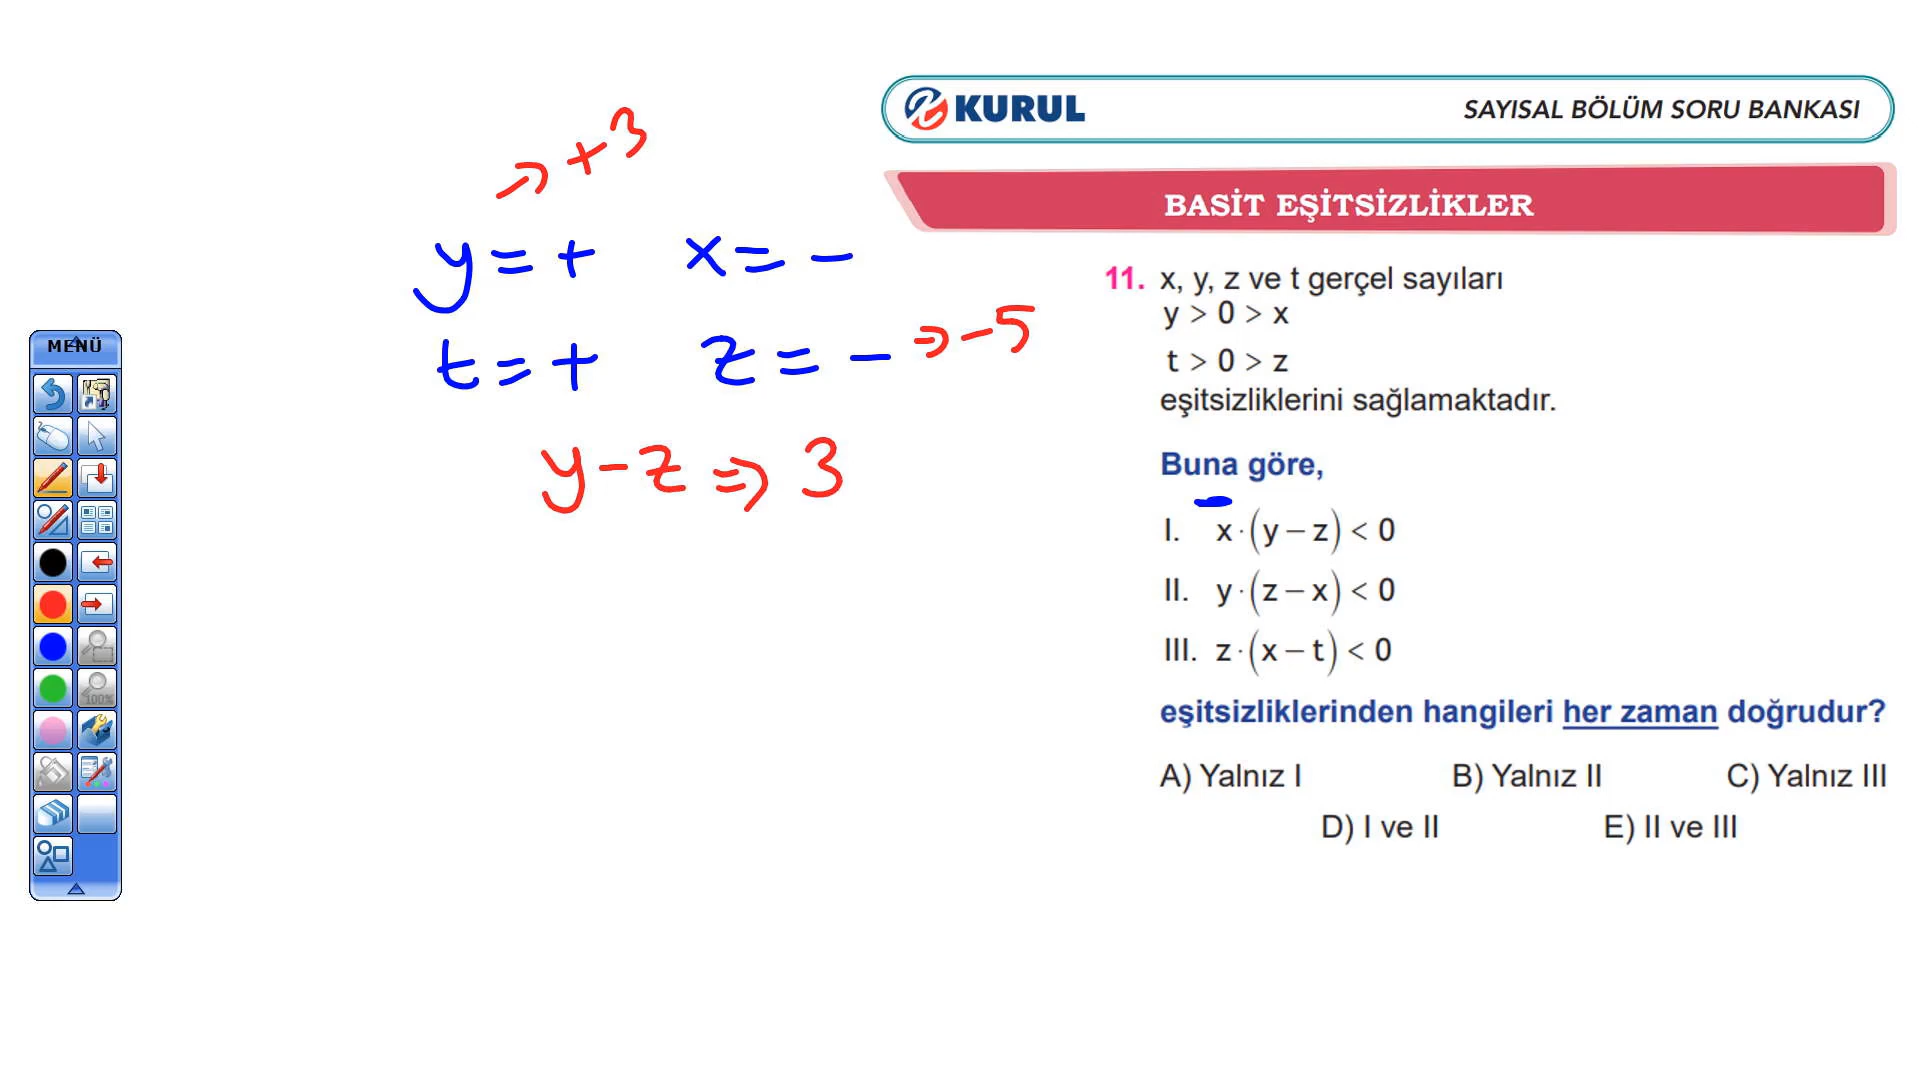 KURUL
SAYISAL BÖLÜM SORU BANKASI
BASİT EŞİTSİZLİKLER
⇒ +3
y = + x = -
t = + z = - ⇒ -5
y - z ⇒ 3
MENÜ
100%
11. x, y, z ve t gerçel sayıları
y > 0 > x
t > 0 > z
eşitsizliklerini sağlamaktadır.
Buna göre,
I. x·(y – z) < 0
II. y·(z – x) < 0
III. z·(x – t) < 0
eşitsizliklerinden hangileri her zaman doğrudur?
A) Yalnız I B) Yalnız II C) Yalnız III
D) I ve II E) II ve III